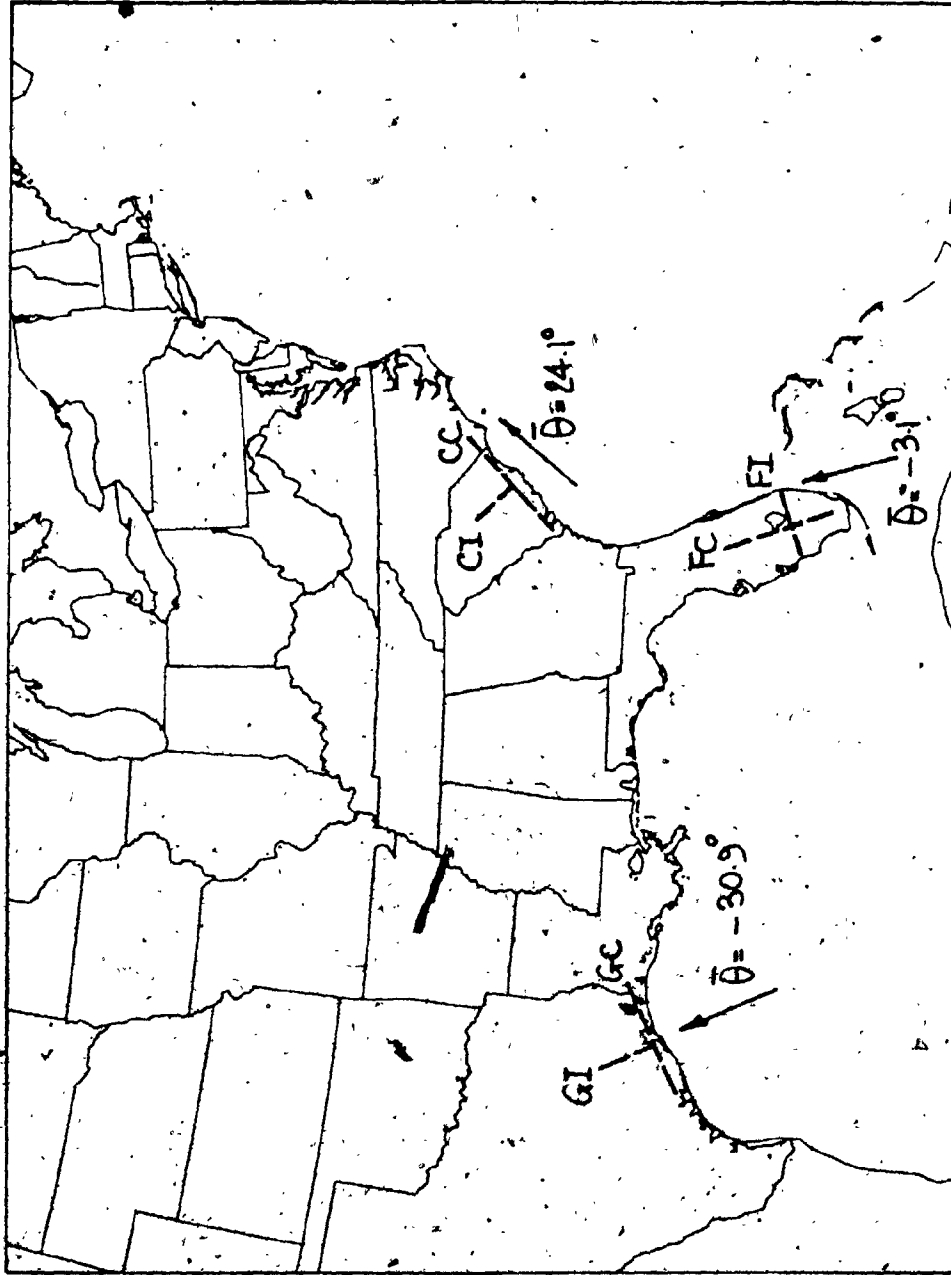 CC
CI
θ̄ = 24.1°
FI
FC
θ̄ = -3.1°
GC
GI
θ̄ = -30.9°